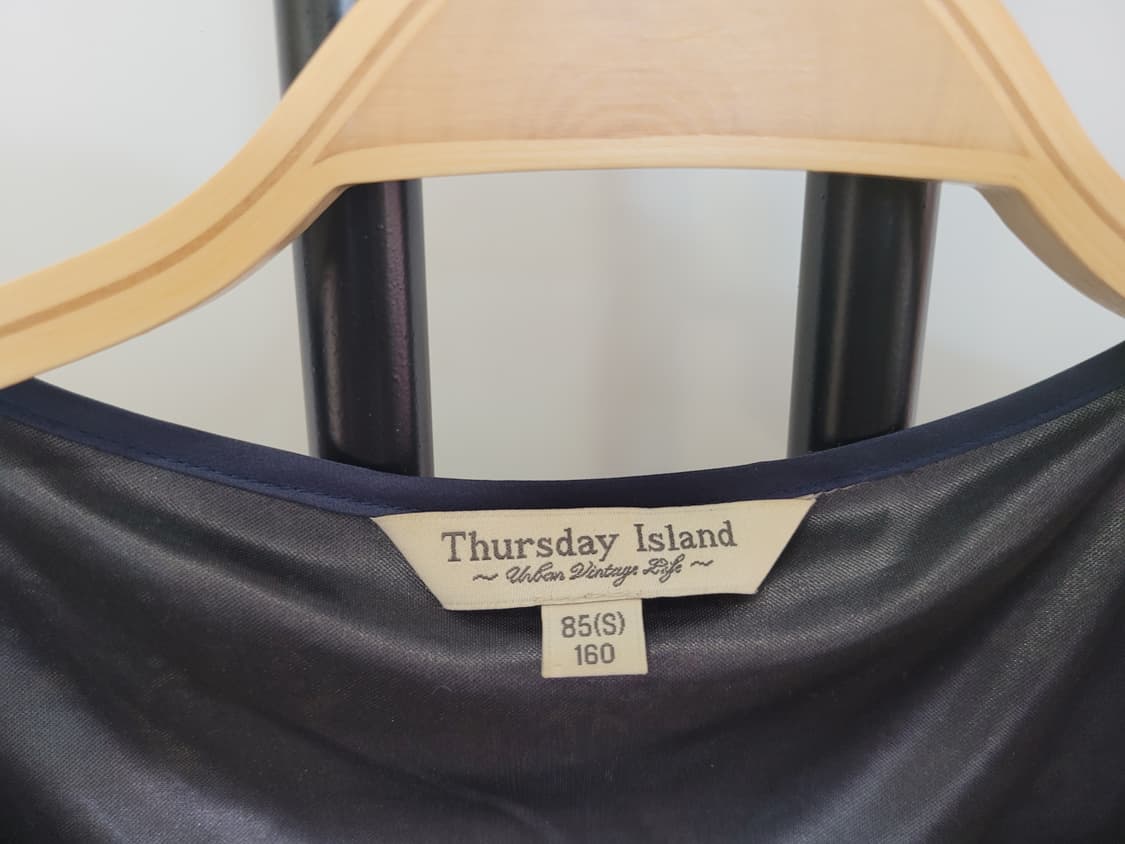 Thursday Island
~ Urban Vintage Life ~
85(S)
160